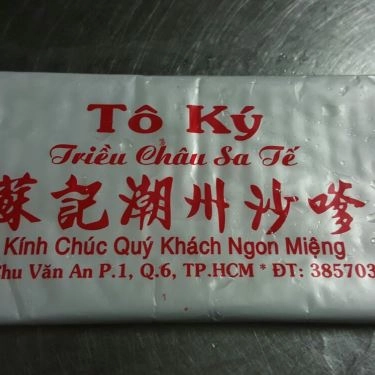 Tô Ký
Triều Châu Sa Tế
蘇記潮州沙嗲
Kính Chúc Quý Khách Ngon Miệng
Chu Văn An P.1, Q.6, TP.HCM * ĐT: 385703